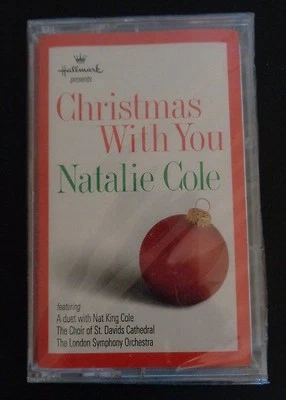 Hallmark
presents
Christmas
With You
Natalie Cole
featuring
A duet with Nat King Cole
The Choir of St. Davids Cathedral
The London Symphony Orchestra